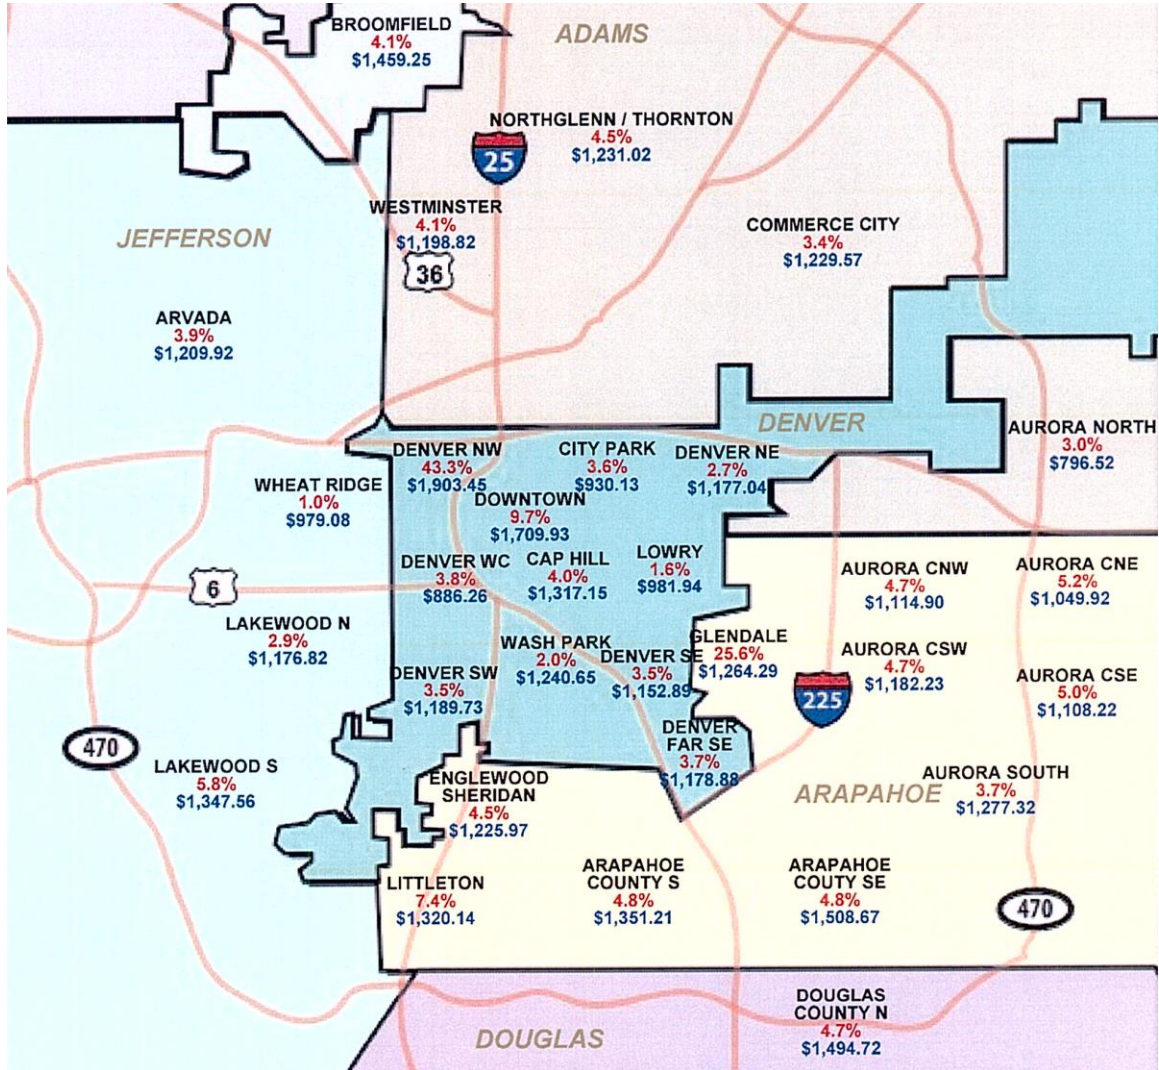 BROOMFIELD
4.1%
$1,459.25
ADAMS
NORTHGLENN / THORNTON
4.5%
$1,231.02
25
WESTMINSTER
4.1%
$1,198.82
36
COMMERCE CITY
3.4%
$1,229.57
JEFFERSON
ARVADA
3.9%
$1,209.92
DENVER
AURORA NORTH
3.0%
$796.52
DENVER NW
43.3%
$1,903.45
CITY PARK
3.6%
$930.13
DENVER NE
2.7%
$1,177.04
WHEAT RIDGE
1.0%
$979.08
DOWNTOWN
9.7%
$1,709.93
DENVER WC
3.8%
$886.26
CAP HILL
4.0%
$1,317.15
LOWRY
1.6%
$981.94
AURORA CNW
4.7%
$1,114.90
AURORA CNE
5.2%
$1,049.92
6
LAKEWOOD N
2.9%
$1,176.82
WASH PARK
2.0%
$1,240.65
DENVER SE
3.5%
$1,152.89
GLENDALE
25.6%
$1,264.29
AURORA CSW
4.7%
$1,182.23
DENVER SW
3.5%
$1,189.73
225
AURORA CSE
5.0%
$1,108.22
DENVER
FAR SE
3.7%
$1,178.88
470
LAKEWOOD S
5.8%
$1,347.56
ENGLEWOOD
SHERIDAN
4.5%
$1,225.97
ARAPAHOE
AURORA SOUTH
3.7%
$1,277.32
LITTLETON
7.4%
$1,320.14
ARAPAHOE
COUNTY S
4.8%
$1,351.21
ARAPAHOE
COUTY SE
4.8%
$1,508.67
470
DOUGLAS
COUNTY N
4.7%
$1,494.72
DOUGLAS